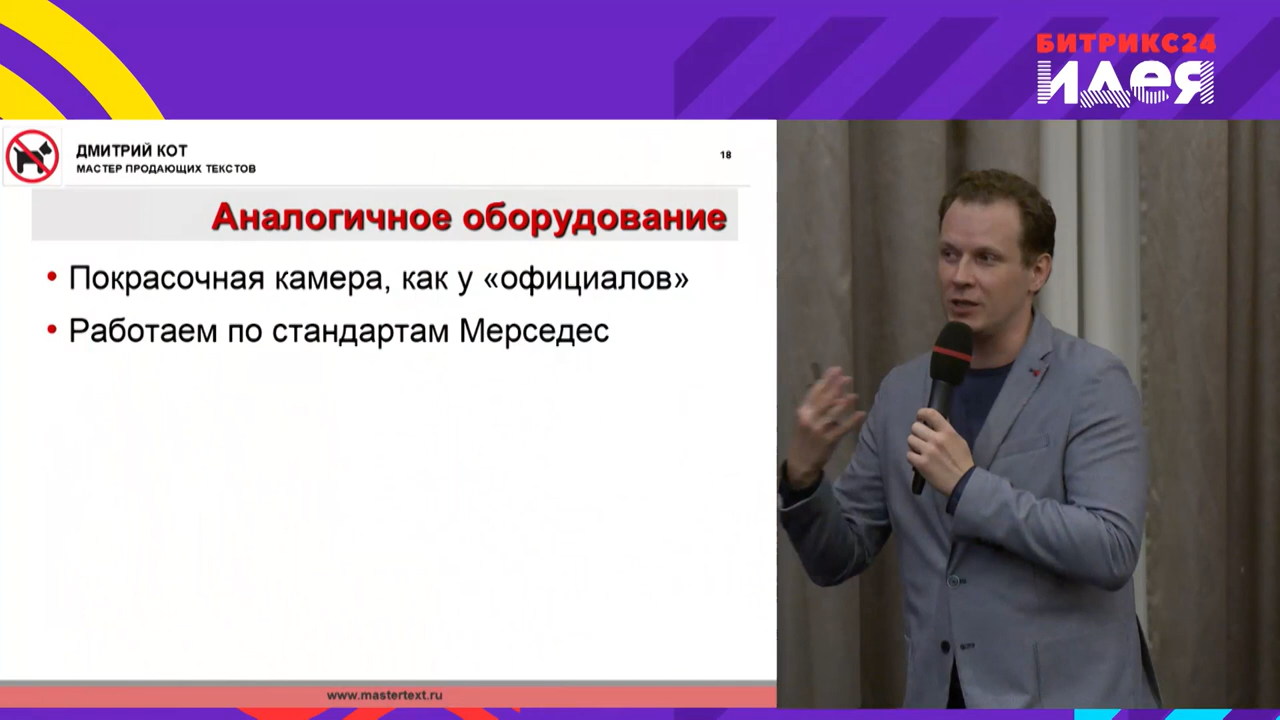 БИТРИКС24
идея
ДМИТРИЙ КОТ
МАСТЕР ПРОДАЮЩИХ ТЕКСТОВ
18
Аналогичное оборудование
• Покрасочная камера, как у «официалов»
• Работаем по стандартам Мерседес
www.mastertext.ru